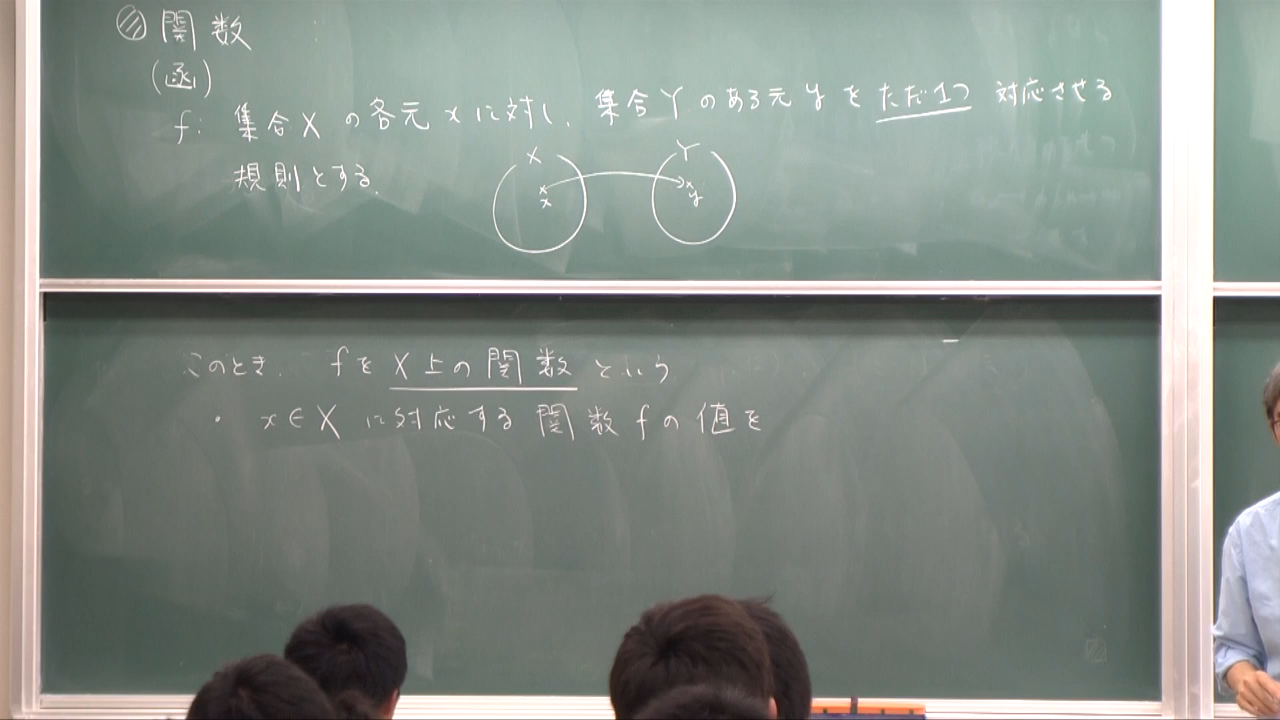 関数
(函)
f: 集合X の各元 x に対し、集合Y のある元 y を ただ1つ 対応させる
規則とする.
X Y
x y
このとき、 fを X上の関数 という
・ x∈X に対応する 関数 f の 値を